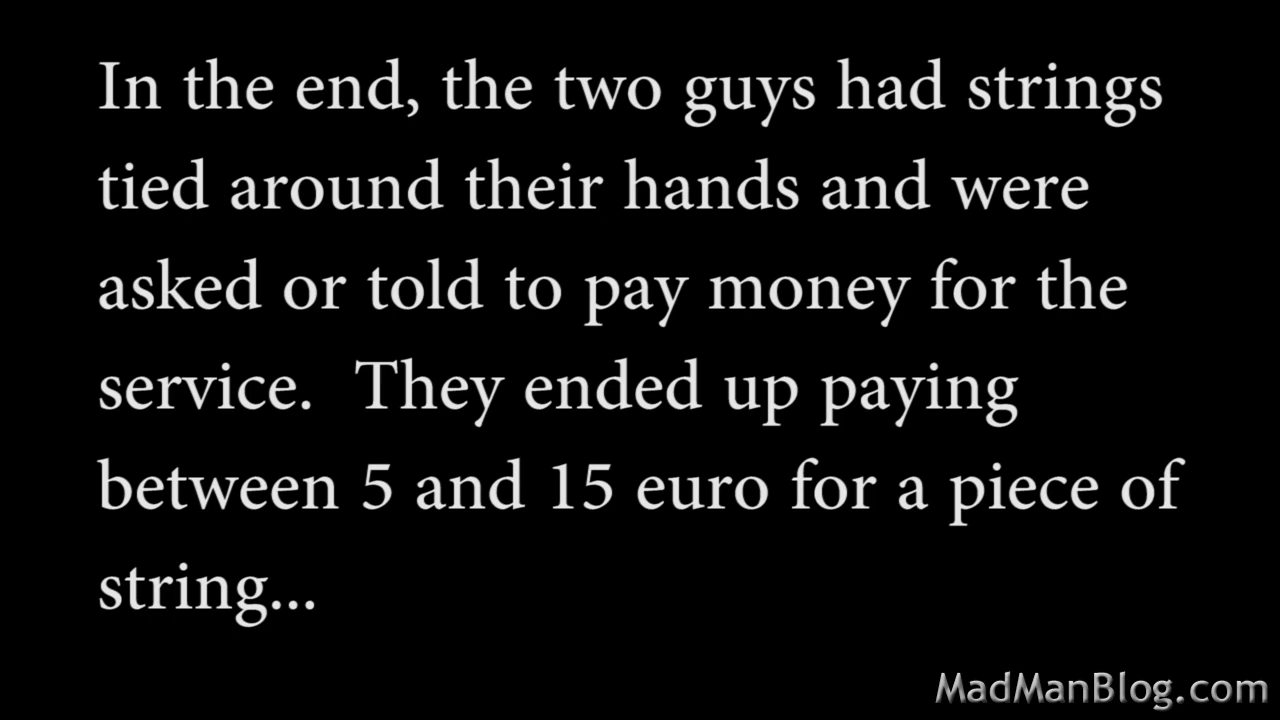 In the end, the two guys had strings
tied around their hands and were
asked or told to pay money for the
service.  They ended up paying
between 5 and 15 euro for a piece of
string...
MadManBlog.com